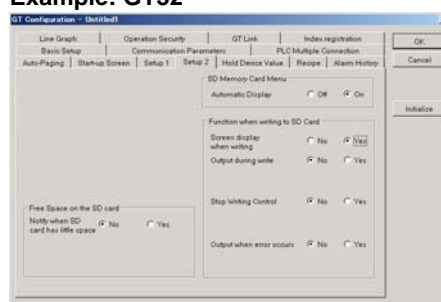 Example: GT32
GT Configuration - Untitled1
Line Graph Operation Security GT Link Index registration
Basic Setup Communication Parameters PLC Multiple Connection
Auto-Paging Start-up Screen Setup 1 Setup 2 Hold Device Value Recipe Alarm History
OK
Cancel
Initialize
SD Memory Card Menu
Automatic Display Off On
Function when writing to SD Card
Screen display when writing No Yes
Output during write No Yes
Stop Writing Control No Yes
Output when error occurs No Yes
Free Space on the SD card
Notify when SD card has little space No Yes